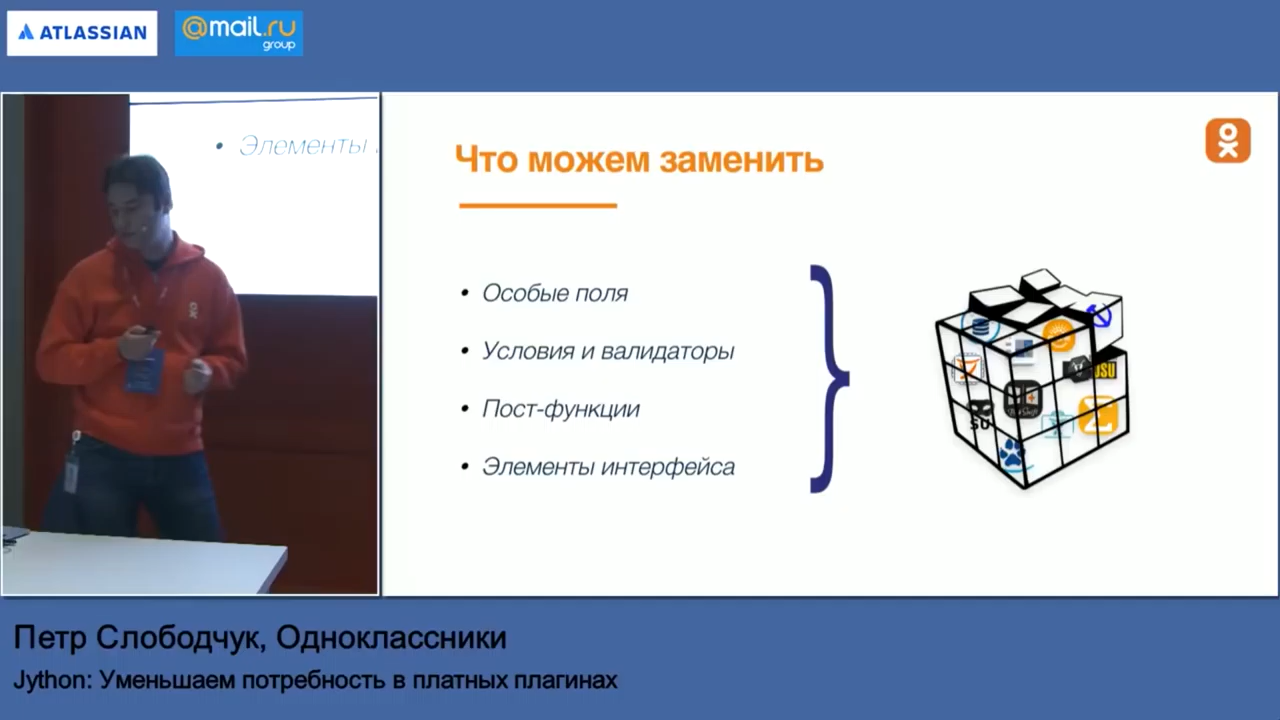 ATLASSIAN
@mail.ru
group
• Элементы
Что можем заменить
• Особые поля
• Условия и валидаторы
• Пост-функции
• Элементы интерфейса
JSU
SU
Петр Слободчук, Одноклассники
Jython: Уменьшаем потребность в платных плагинах